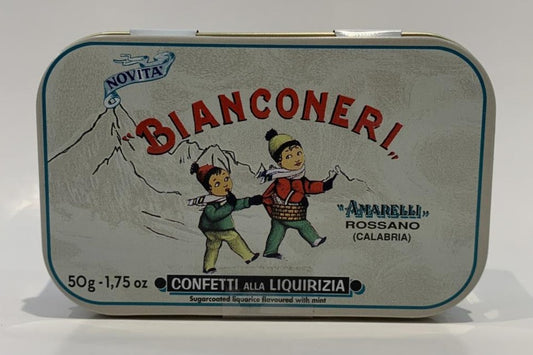 NOVITÀ
"BIANCONERI"
"AMARELLI"
ROSSANO
(CALABRIA)
50g - 1,75 oz
CONFETTI ALLA LIQUIRIZIA
Sugarcoated liquorice flavoured with mint